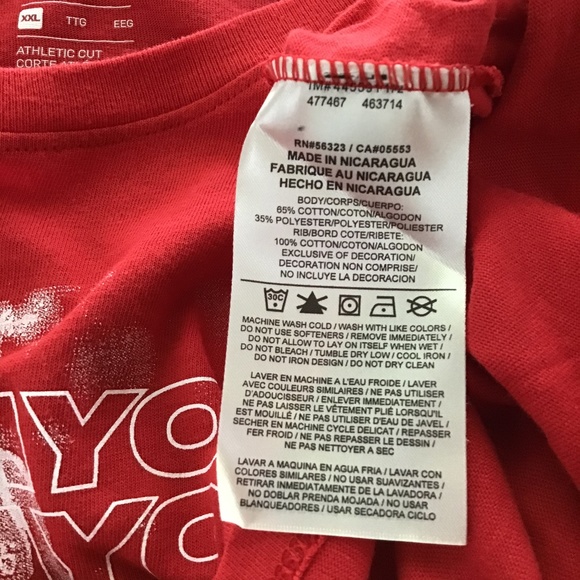 XXL TTG EEG
ATHLETIC CUT
CORTE
477467 463714
RN#56323 / CA#05553
MADE IN NICARAGUA
FABRIQUE AU NICARAGUA
HECHO EN NICARAGUA
BODY/CORPS/CUERPO:
65% COTTON/COTON/ALGODON
35% POLYESTER/POLYESTER/POLIESTER
RIB/BORD COTE/RIBETE:
100% COTTON/COTON/ALGODON
EXCLUSIVE OF DECORATION/
DECORATION NON COMPRISE/
NO INCLUYE LA DECORACION
30C
MACHINE WASH COLD / WASH WITH LIKE COLORS /
DO NOT USE SOFTENERS / REMOVE IMMEDIATELY /
DO NOT ALLOW TO LAY ON ITSELF WHEN WET /
DO NOT BLEACH / TUMBLE DRY LOW / COOL IRON /
DO NOT IRON DESIGN / DO NOT DRY CLEAN
LAVER EN MACHINE A L'EAU FROIDE / LAVER
AVEC COULEURS SIMILAIRES / NE PAS UTILISER
D'ADOUCISSEUR / ENLEVER IMMEDIATEMENT /
NE PAS LAISSER LE VÊTEMENT PLIÉ LORSQU'IL
EST MOUILLÉ / NE PAS UTILISER D'EAU DE JAVEL /
SECHER EN MACHINE CYCLE DELICAT / REPASSER
FER FROID / NE PAS REPASSER LE DESSIN /
NE PAS NETTOYER A SEC
LAVAR A MAQUINA EN AGUA FRIA / LAVAR CON
COLORES SIMILARES / NO USAR SUAVIZANTES /
RETIRAR INMEDIATAMENTE DE LA LAVADORA /
NO DOBLAR PRENDA MOJADA / NO USAR
BLANQUEADORES / USAR SECADORA CICLO
YO
YO